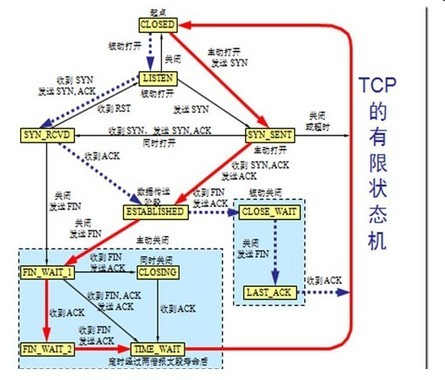 起点
CLOSED
被动打开
关闭
主动打开
发送 SYN
LISTEN
被动打开
收到 SYN
发送 SYN, ACK
收到 RST
发送 SYN
SYN_RCVD
收到 SYN, 发送 SYN, ACK
同时打开
SYN_SENT
主动打开
关闭
或超时
收到 ACK
收到 SYN, ACK
发送 ACK
数据传送
阶段
关闭
发送 FIN
ESTABLISHED
收到 FIN
发送 ACK
被动关闭
CLOSE_WAIT
关闭
发送 FIN
主动关闭
关闭
发送 FIN
LAST_ACK
收到 ACK
FIN_WAIT_1
收到 FIN
发送 ACK
同时关闭
CLOSING
收到 ACK
收到 FIN, ACK
发送 ACK
收到 ACK
FIN_WAIT_2
收到 FIN
发送 ACK
TIME_WAIT
定时经过两倍报文段寿命后
TCP
的
有
限
状
态
机